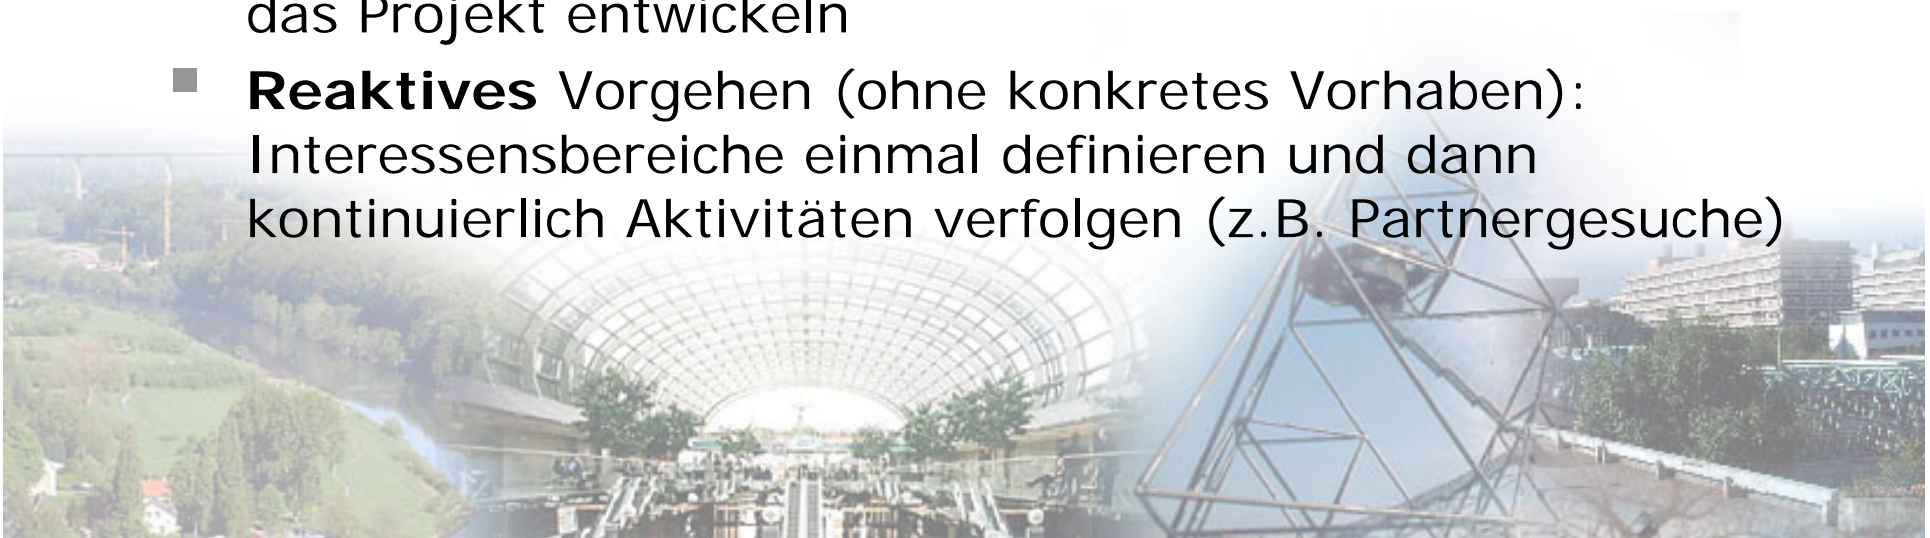 das Projekt entwickeln
Reaktives Vorgehen (ohne konkretes Vorhaben):
Interessensbereiche einmal definieren und dann
kontinuierlich Aktivitäten verfolgen (z.B. Partnergesuche)